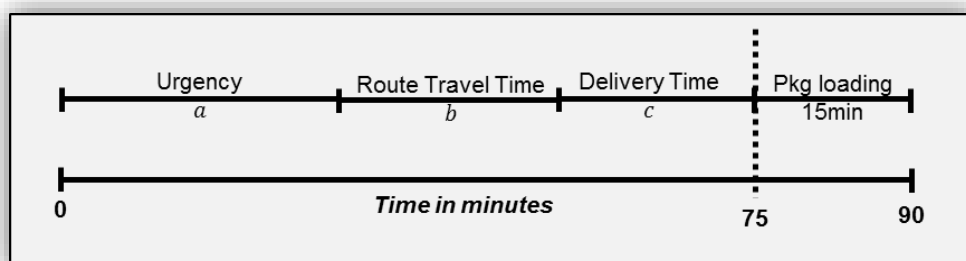 Urgency
Route Travel Time
Delivery Time
Pkg loading
a
b
c
15min
0
Time in minutes
75
90